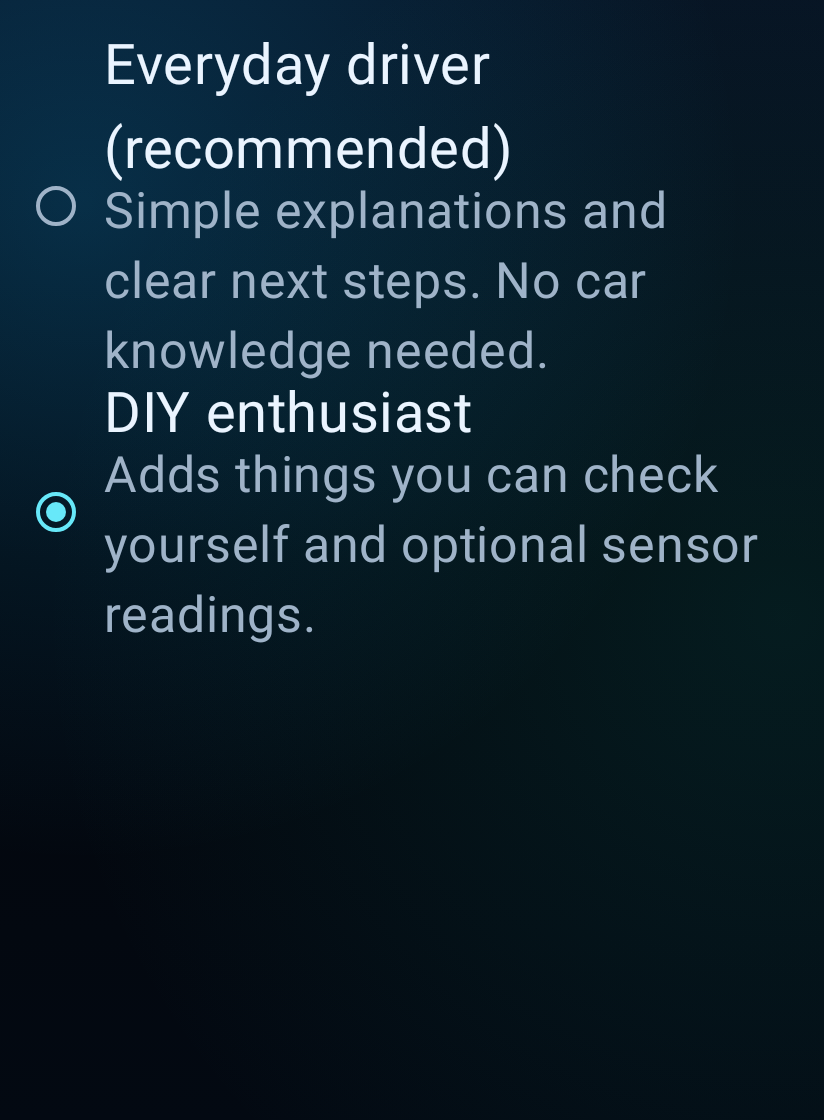 Everyday driver
(recommended)
Simple explanations and
clear next steps. No car
knowledge needed.
DIY enthusiast
Adds things you can check
yourself and optional sensor
readings.